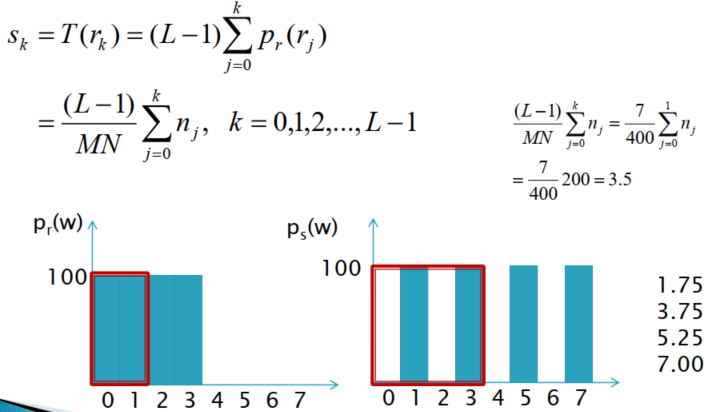 s_k = T(r_k) = (L−1) ∑_{j=0}^{k} p_r(r_j)
= (L−1)/MN ∑_{j=0}^{k} n_j, k = 0,1,2,...,L−1
(L−1)/MN ∑_{j=0}^{k} n_j = 7/400 ∑_{j=0}^{1} n_j
= 7/400 200 = 3.5
p_r(w)
100
0 1 2 3 4 5 6 7
p_s(w)
100
0 1 2 3 4 5 6 7
1.75
3.75
5.25
7.00